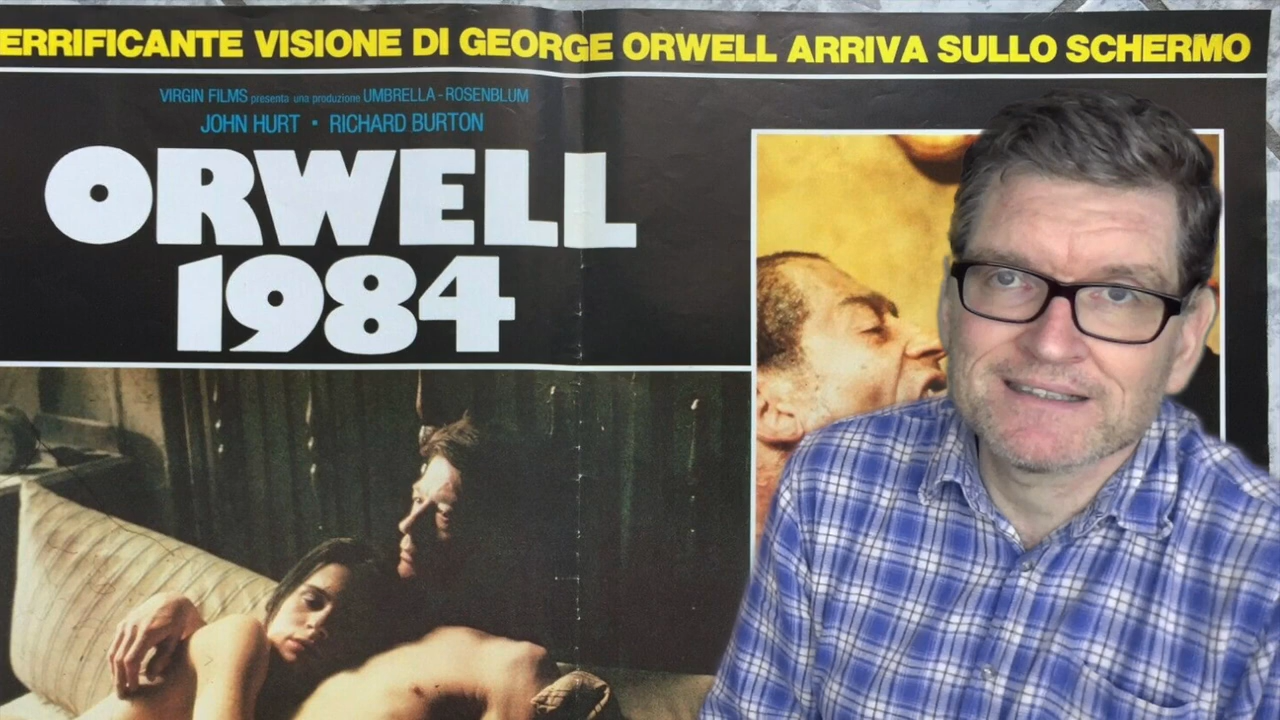 ERRIFICANTE VISIONE DI GEORGE ORWELL ARRIVA SULLO SCHERMO
VIRGIN FILMS presenta una produzione UMBRELLA-ROSENBLUM
JOHN HURT • RICHARD BURTON
ORWELL
1984